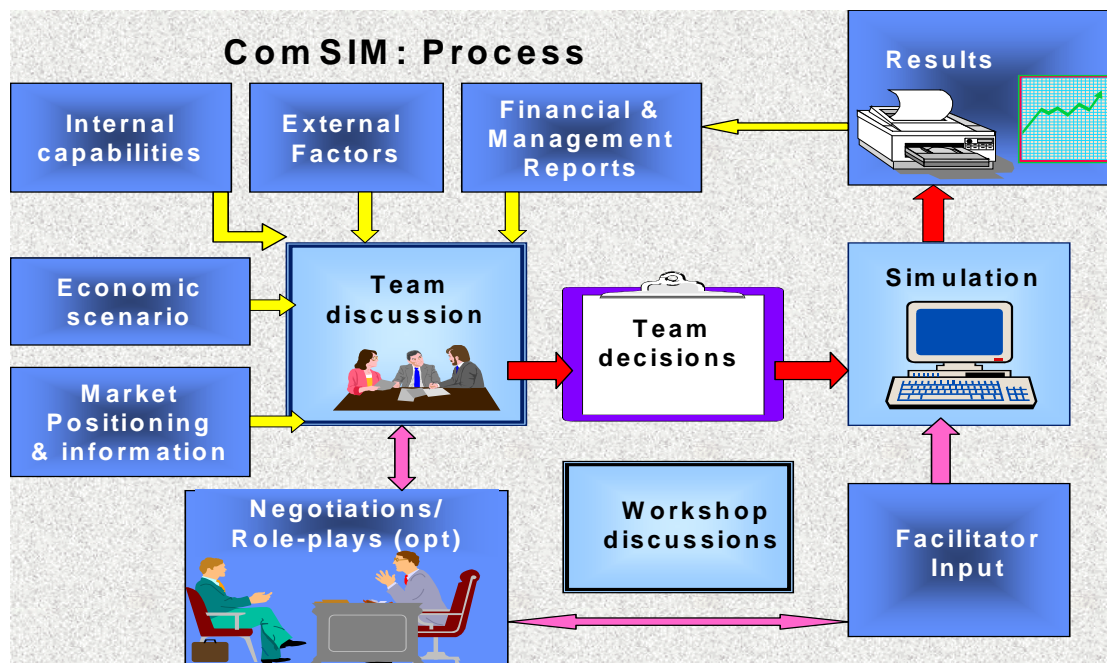 ComSIM: Process
Results
Internal
capabilities
External
Factors
Financial &
Management
Reports
Economic
scenario
Team
discussion
Team
decisions
Simulation
Market
Positioning
& information
Negotiations/
Role-plays (opt)
Workshop
discussions
Facilitator
Input